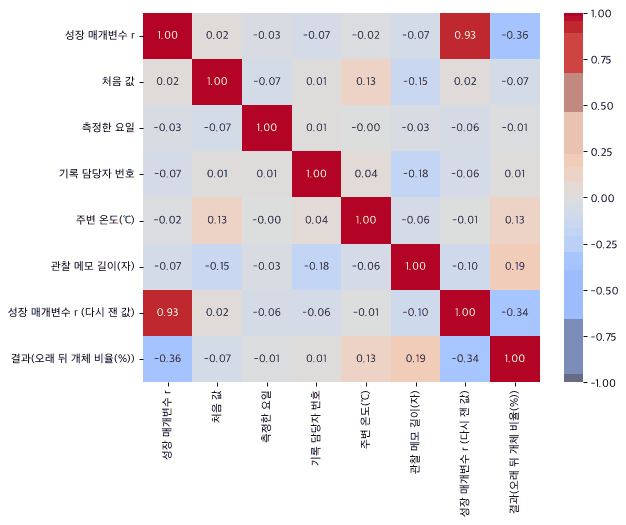 성장 매개변수 r
1.00 0.02 -0.03 -0.07 -0.02 -0.07 0.93 -0.36
처음 값
0.02 1.00 -0.07 0.01 0.13 -0.15 0.02 -0.07
측정한 요일
-0.03 -0.07 1.00 0.01 -0.00 -0.03 -0.06 -0.01
기록 담당자 번호
-0.07 0.01 0.01 1.00 0.04 -0.18 -0.06 0.01
주변 온도(℃)
-0.02 0.13 -0.00 0.04 1.00 -0.06 -0.01 0.13
관찰 메모 길이(자)
-0.07 -0.15 -0.03 -0.18 -0.06 1.00 -0.10 0.19
성장 매개변수 r (다시 잰 값)
0.93 0.02 -0.06 -0.06 -0.01 -0.10 1.00 -0.34
결과(오래 뒤 개체 비율(%))
-0.36 -0.07 -0.01 0.01 0.13 0.19 -0.34 1.00
성장 매개변수 r
처음 값
측정한 요일
기록 담당자 번호
주변 온도(℃)
관찰 메모 길이(자)
성장 매개변수 r (다시 잰 값)
결과(오래 뒤 개체 비율(%))
1.00
0.75
0.50
0.25
0.00
-0.25
-0.50
-0.75
-1.00